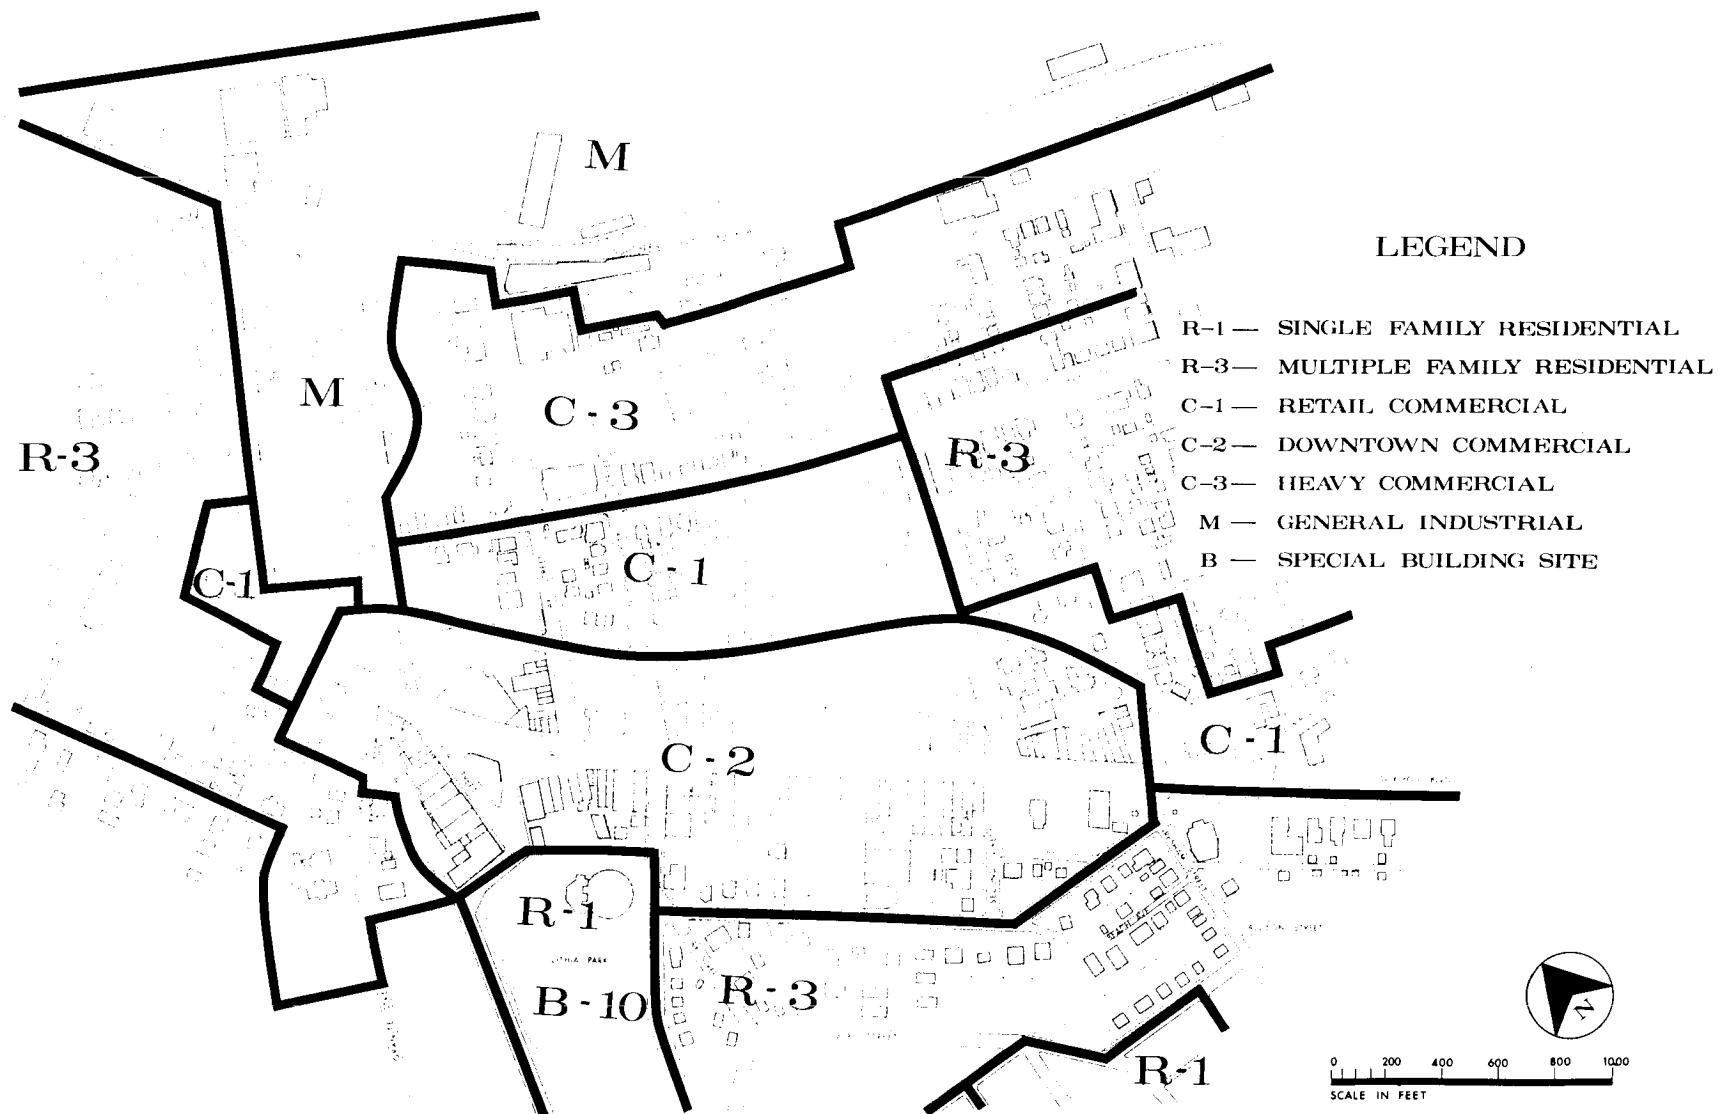 M
LEGEND
R-1 — SINGLE FAMILY RESIDENTIAL
R-3 — MULTIPLE FAMILY RESIDENTIAL
M
C-3
C-1 — RETAIL COMMERCIAL
R-3
R-3
C-2 — DOWNTOWN COMMERCIAL
C-3 — HEAVY COMMERCIAL
M — GENERAL INDUSTRIAL
C-1
C-1
B — SPECIAL BUILDING SITE
C-2
C-1
R-1
LITHIA PARK
B-10
R-3
N
R-1
0 200 400 600 800 1000
SCALE IN FEET